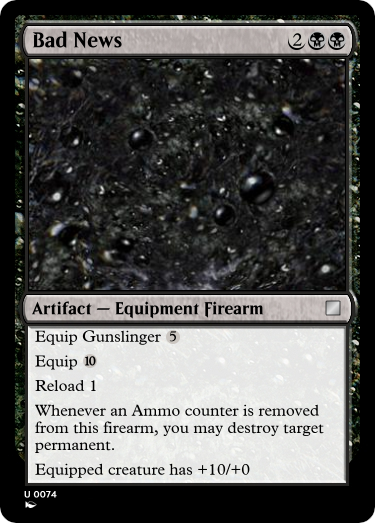 Bad News 2
Artifact — Equipment Firearm
Equip Gunslinger 5
Equip 10
Reload 1
Whenever an Ammo counter is removed
from this firearm, you may destroy target
permanent.
Equipped creature has +10/+0
U 0074